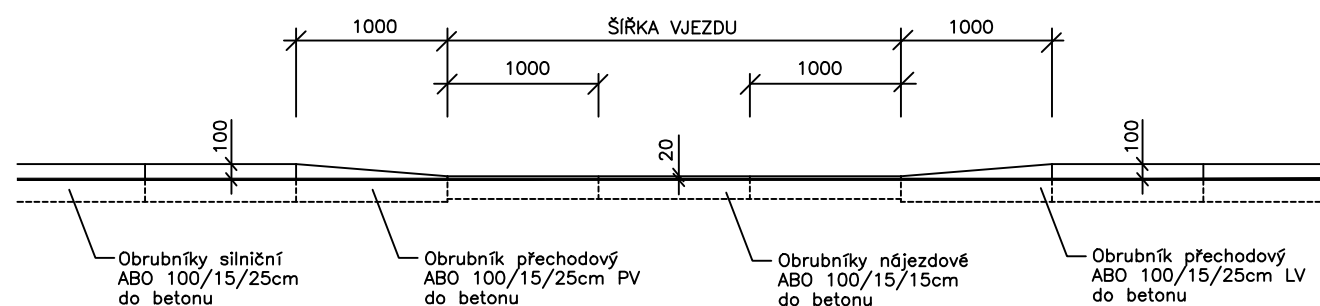 1000
ŠÍŘKA VJEZDU
1000
1000
1000
100
20
100
Obrubníky silniční
ABO 100/15/25cm
do betonu
Obrubník přechodový
ABO 100/15/25cm PV
do betonu
Obrubníky nájezdové
ABO 100/15/15cm
do betonu
Obrubník přechodový
ABO 100/15/25cm LV
do betonu